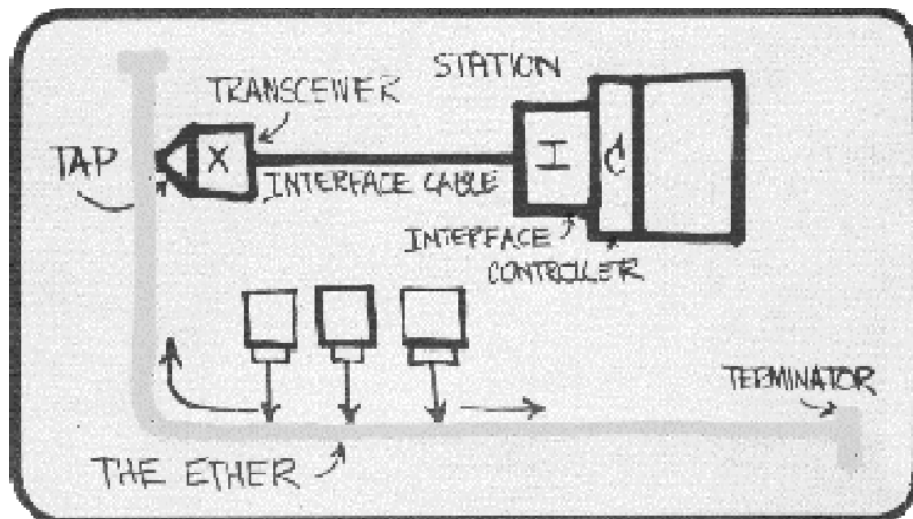 STATION
TRANSCEIVER
TAP
X
I
C
INTERFACE CABLE
INTERFACE
CONTROLLER
TERMINATOR
THE ETHER